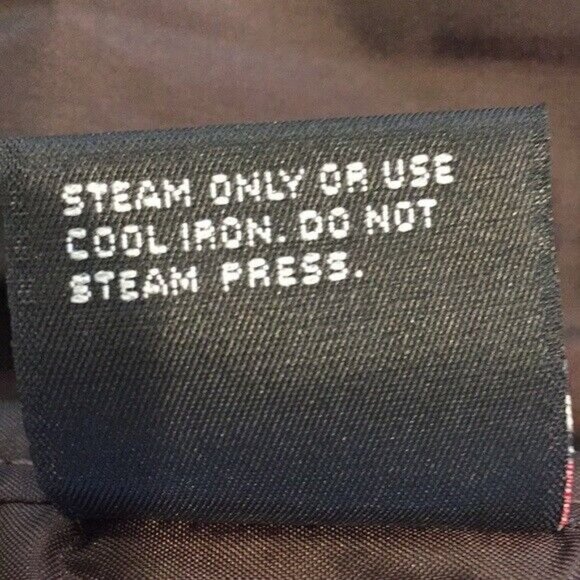 STEAM ONLY OR USE
COOL IRON. DO NOT
STEAM PRESS.